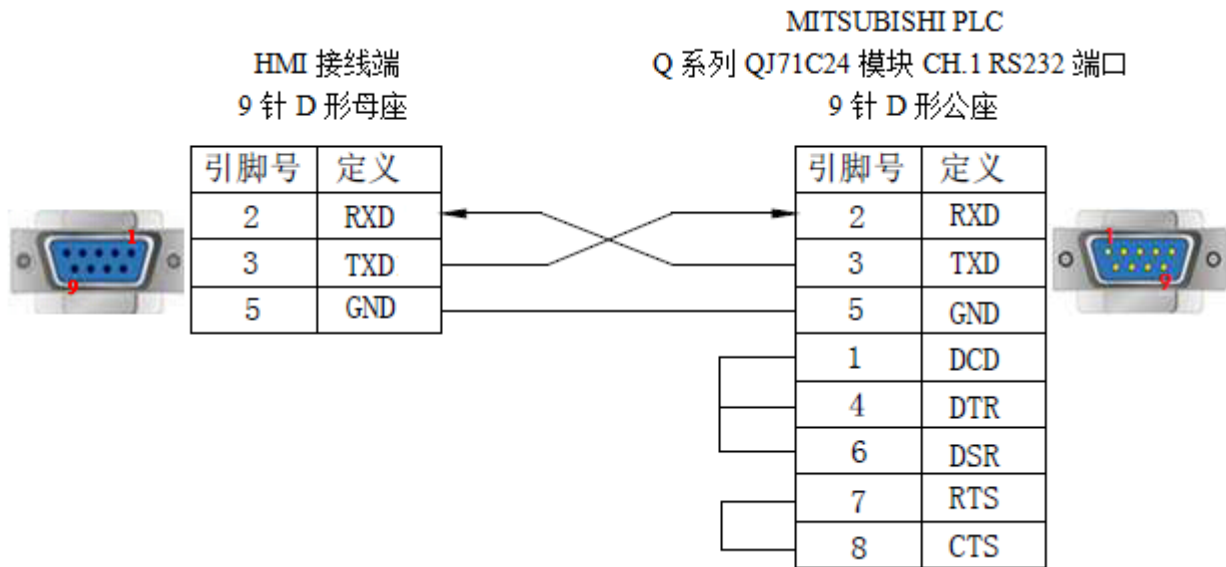 MITSUBISHI PLC
HMI 接线端
Q 系列 QJ71C24 模块 CH.1 RS232 端口
9 针 D 形母座
9 针 D 形公座
引脚号 定义
2 RXD
3 TXD
5 GND
引脚号 定义
2 RXD
3 TXD
5 GND
1 DCD
4 DTR
6 DSR
7 RTS
8 CTS
1
9
1
9